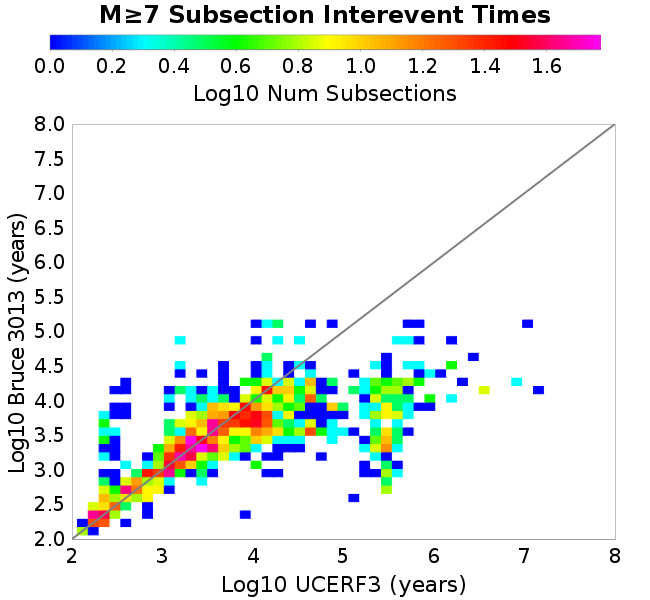 M≥7 Subsection Interevent Times
0.0 0.2 0.4 0.6 0.8 1.0 1.2 1.4 1.6
Log10 Num Subsections
8.0
7.5
7.0
6.5
6.0
5.5
5.0
4.5
4.0
3.5
3.0
2.5
2.0
Log10 Bruce 3013 (years)
2 3 4 5 6 7 8
Log10 UCERF3 (years)